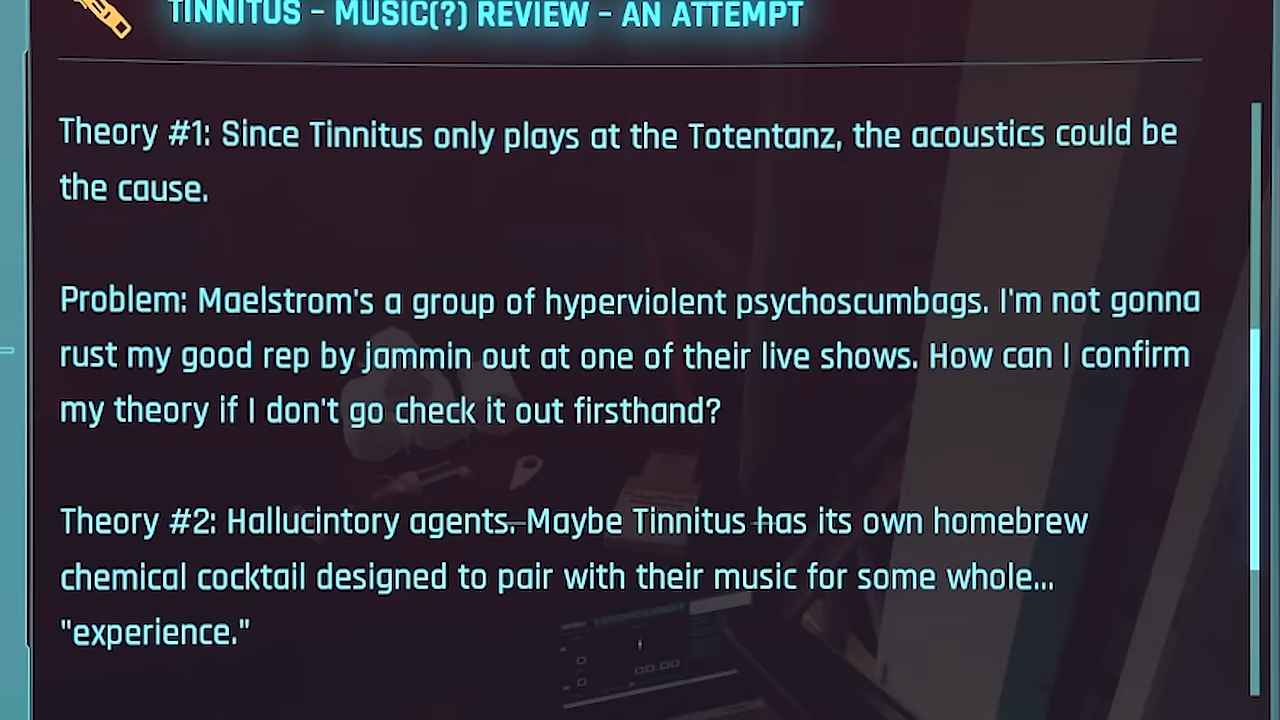 TINNITUS – MUSIC(?) REVIEW – AN ATTEMPT
Theory #1: Since Tinnitus only plays at the Totentanz, the acoustics could be
the cause.
Problem: Maelstrom's a group of hyperviolent psychoscumbags. I'm not gonna
rust my good rep by jammin out at one of their live shows. How can I confirm
my theory if I don't go check it out firsthand?
Theory #2: Hallucintory agents. Maybe Tinnitus has its own homebrew
chemical cocktail designed to pair with their music for some whole...
"experience."